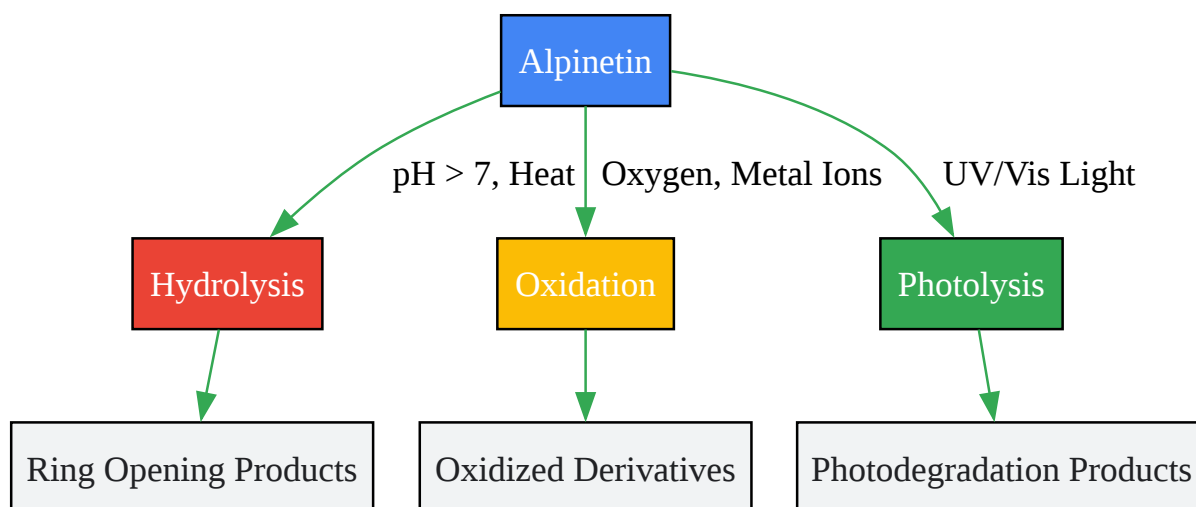 Alpinetin
pH > 7, Heat
Oxygen, Metal Ions
UV/Vis Light
Hydrolysis
Oxidation
Photolysis
Ring Opening Products
Oxidized Derivatives
Photodegradation Products